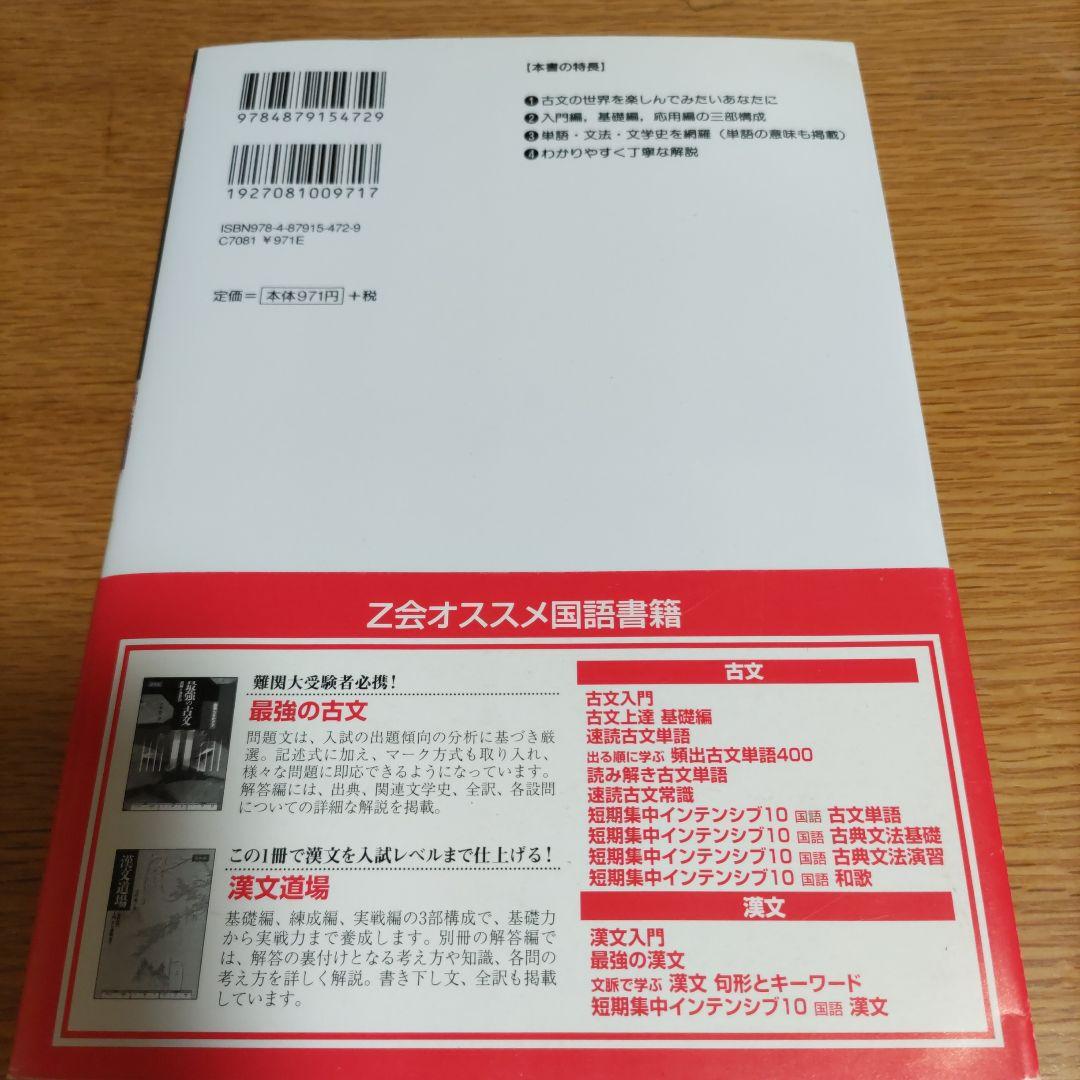 9784879154729
1927081009717
ISBN978-4-87915-472-9
C7081 ￥971E
定価＝本体971円＋税
【本書の特長】
❶古文の世界を楽しんでみたいあなたに
❷入門編，基礎編，応用編の三部構成
❸単語・文法・文学史を網羅（単語の意味も掲載）
❹わかりやすく丁寧な解説
Z会オススメ国語書籍
難関大受験者必携！
最強の古文
問題文は、入試の出題傾向の分析に基づき厳
選。記述式に加え、マーク方式も取り入れ、
様々な問題に即応できるようになっています。
解答編には、出典、関連文学史、全訳、各設問
についての詳細な解説を掲載。
最強の古文
この1冊で漢文を入試レベルまで仕上げる！
漢文道場
基礎編、練成編、実戦編の3部構成で、基礎力
から実戦力まで養成します。別冊の解答編で
は、解答の裏付けとなる考え方や知識、各問の
考え方を詳しく解説。書き下し文、全訳も掲載
しています。
漢文道場
古文
古文入門
古文上達 基礎編
速読古文単語
出る順に学ぶ 頻出古文単語400
読み解き古文単語
速読古文常識
短期集中インテンシブ10 国語 古文単語
短期集中インテンシブ10 国語 古典文法基礎
短期集中インテンシブ10 国語 古典文法演習
短期集中インテンシブ10 国語 和歌
漢文
漢文入門
最強の漢文
文脈で学ぶ 漢文 句形とキーワード
短期集中インテンシブ10 国語 漢文